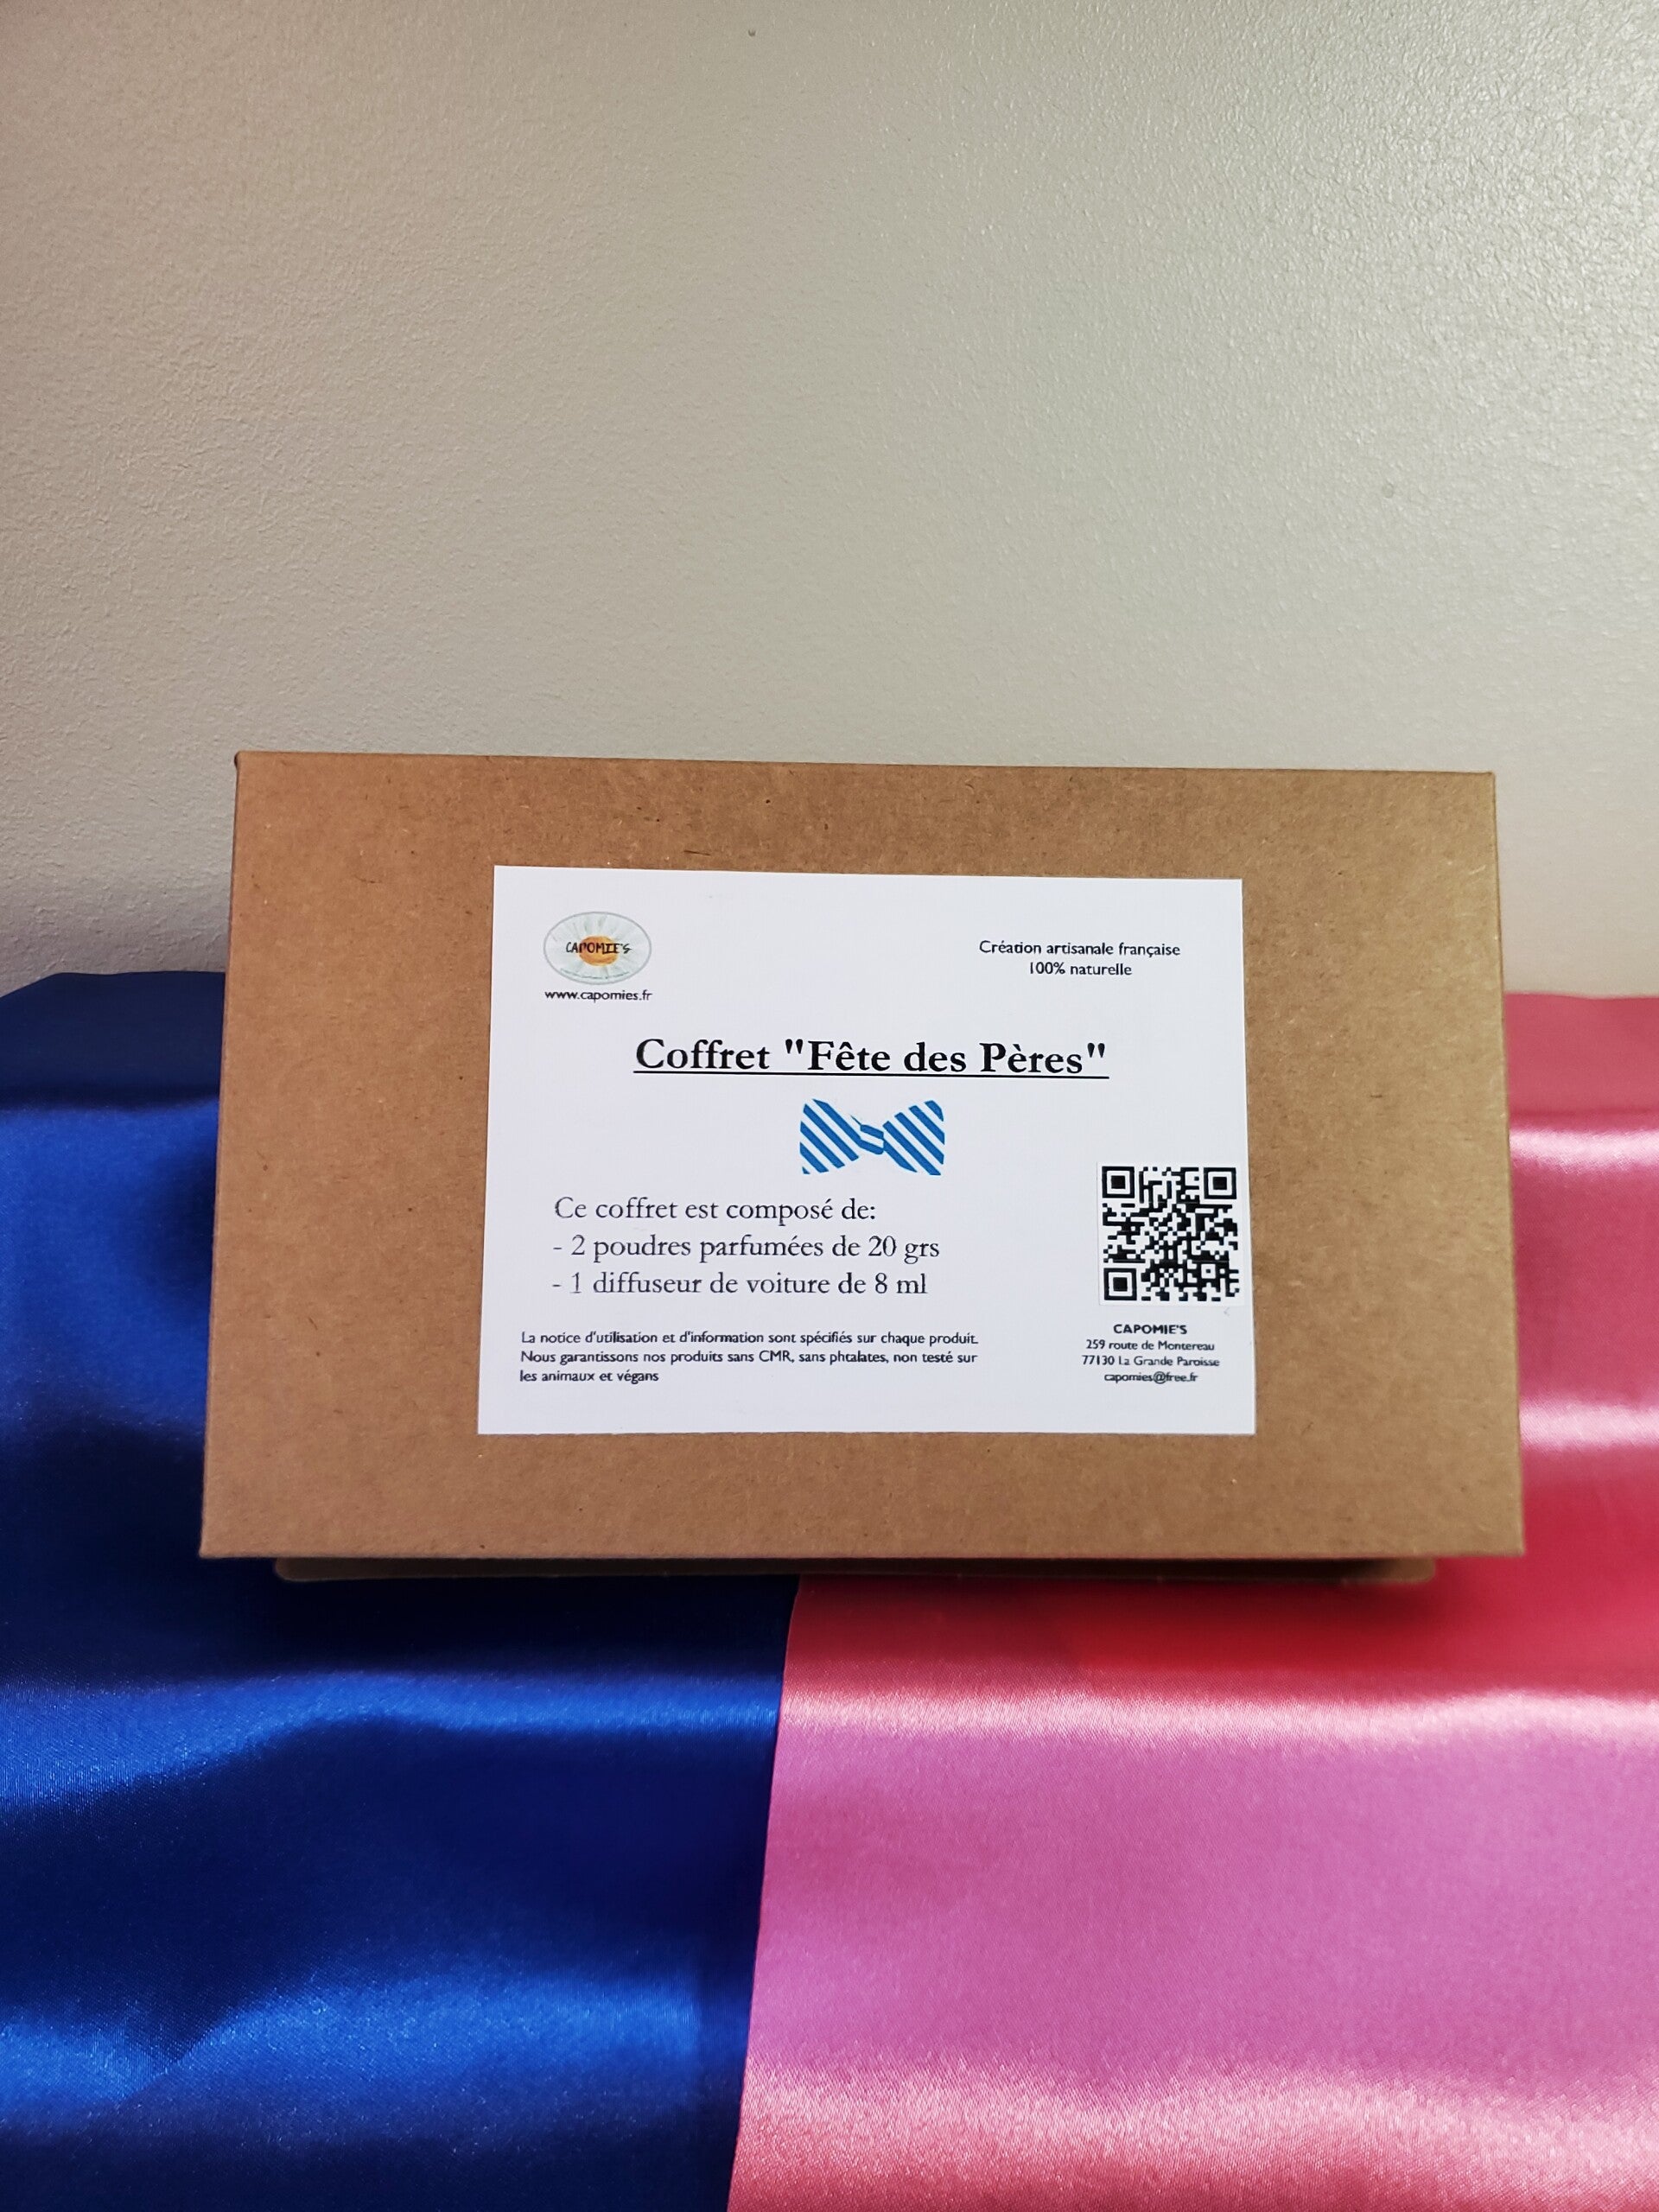 CAPOMIE'S
www.capomies.fr
Création artisanale française
100% naturelle
Coffret "Fête des Pères"
Ce coffret est composé de:
- 2 poudres parfumées de 20 grs
- 1 diffuseur de voiture de 8 ml
La notice d'utilisation et d'information sont spécifiés sur chaque produit.
Nous garantissons nos produits sans CMR, sans phtalates, non testé sur
les animaux et végans
CAPOMIE'S
259 route de Montereau
77130 La Grande Paroisse
capomies@free.fr